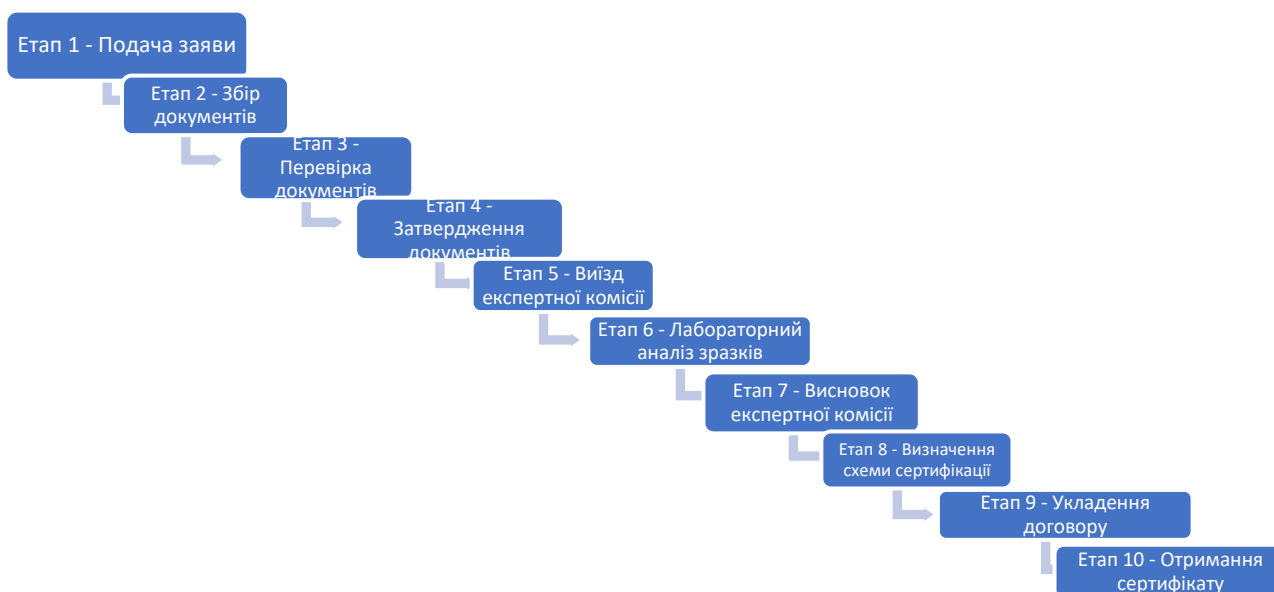 Етап 1 - Подача заяви
Етап 2 - Збір
документів
Етап 3 -
Перевірка
документів
Етап 4 -
Затвердження
документів
Етап 5 - Виїзд
експертної комісії
Етап 6 - Лабораторний
аналіз зразків
Етап 7 - Висновок
експертної комісії
Етап 8 - Визначення
схеми сертифікації
Етап 9 - Укладення
договору
Етап 10 - Отримання
сертифікату